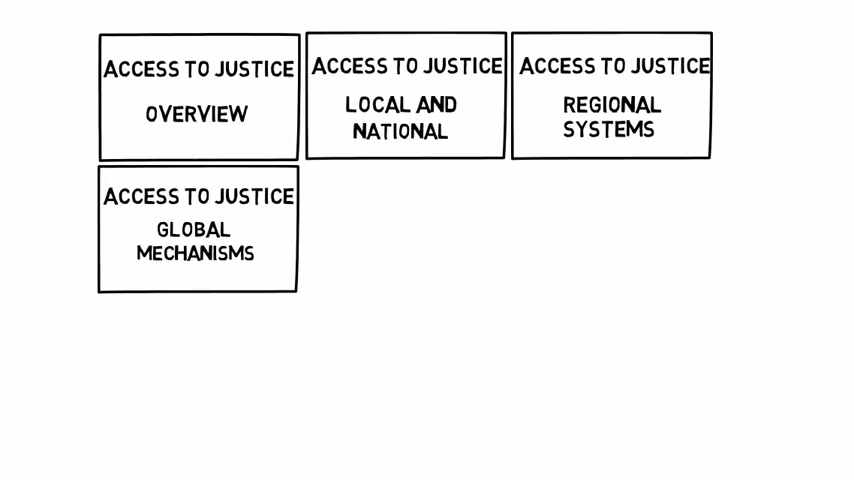 ACCESS TO JUSTICE
OVERVIEW
ACCESS TO JUSTICE
LOCAL AND
NATIONAL
ACCESS TO JUSTICE
REGIONAL
SYSTEMS
ACCESS TO JUSTICE
GLOBAL
MECHANISMS